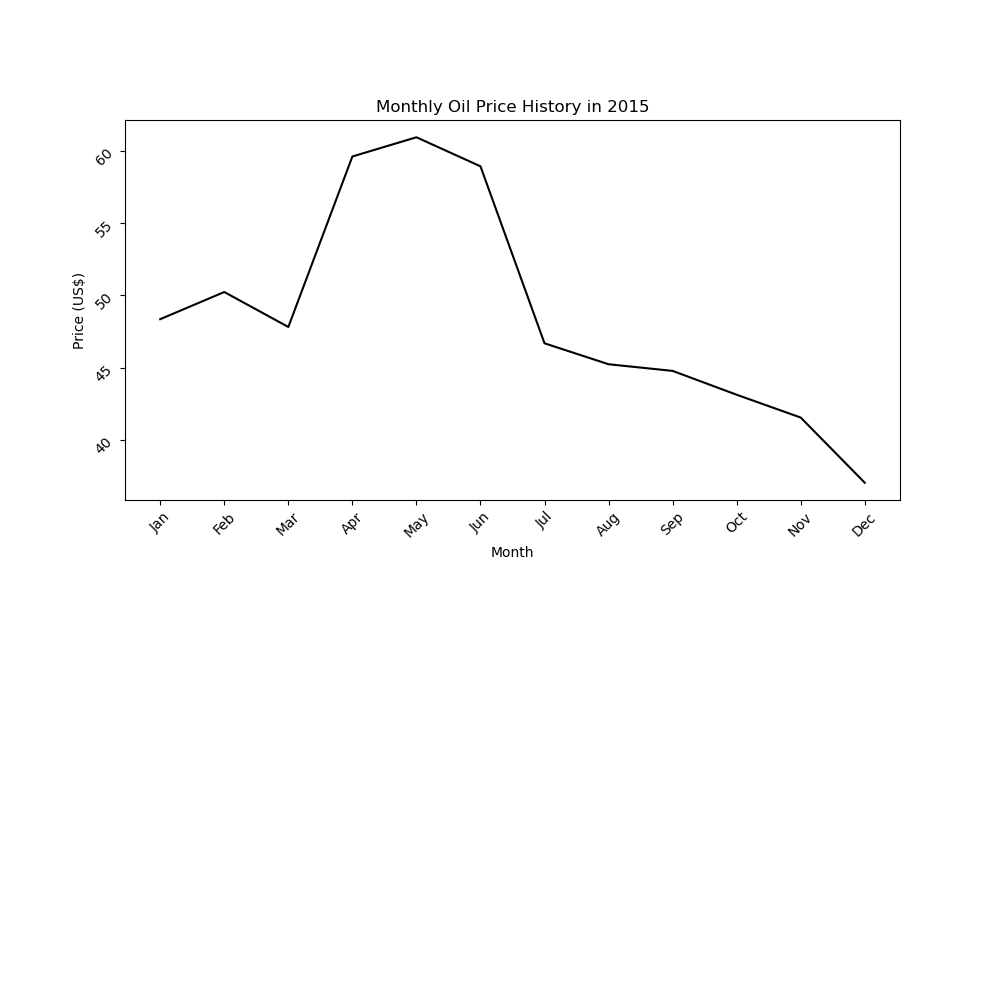 Monthly Oil Price History in 2015
Price (US$)
60
55
50
45
40
Jan Feb Mar Apr May Jun Jul Aug Sep Oct Nov Dec
Month